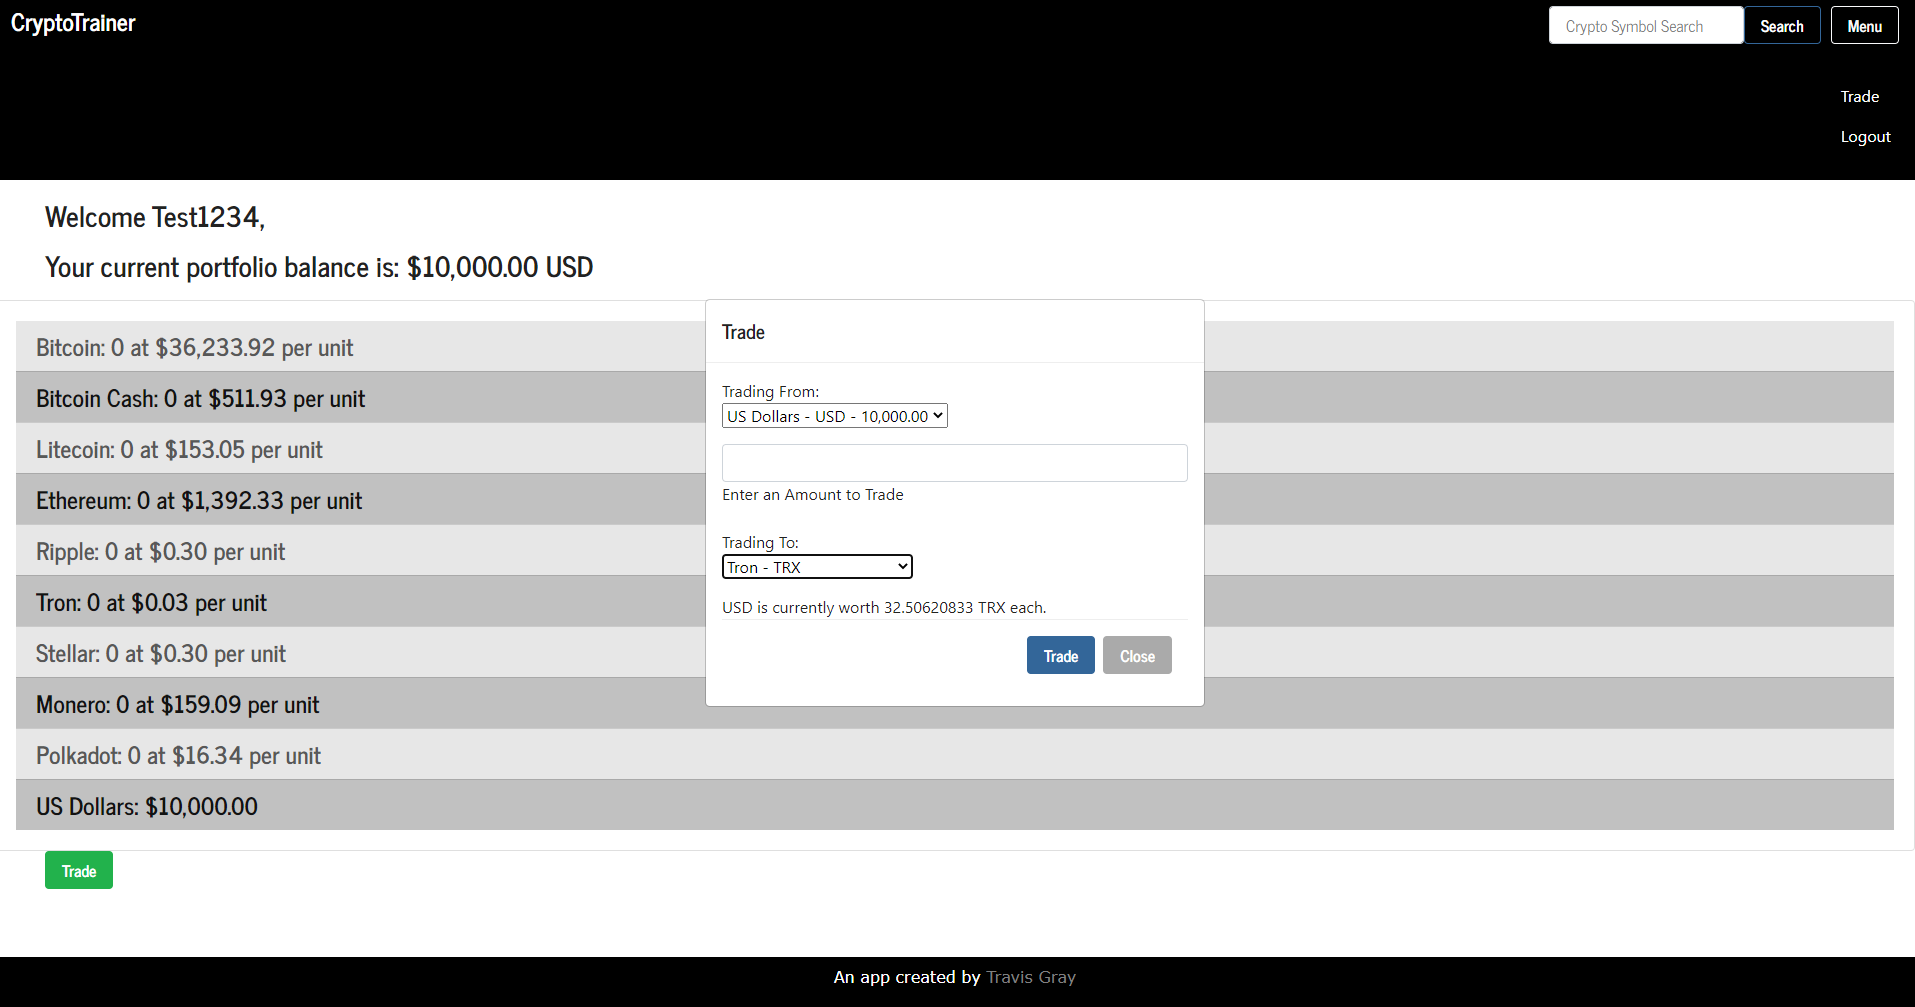 CryptoTrainer
Crypto Symbol Search
Search
Menu
Trade
Logout
Welcome Test1234,
Your current portfolio balance is: $10,000.00 USD
Bitcoin: 0 at $36,233.92 per unit
Bitcoin Cash: 0 at $511.93 per unit
Litecoin: 0 at $153.05 per unit
Ethereum: 0 at $1,392.33 per unit
Ripple: 0 at $0.30 per unit
Tron: 0 at $0.03 per unit
Stellar: 0 at $0.30 per unit
Monero: 0 at $159.09 per unit
Polkadot: 0 at $16.34 per unit
US Dollars: $10,000.00
Trade
Trade
Trading From:
US Dollars - USD - 10,000.00
Enter an Amount to Trade
Trading To:
Tron - TRX
USD is currently worth 32.50620833 TRX each.
Trade
Close
An app created by Travis Gray